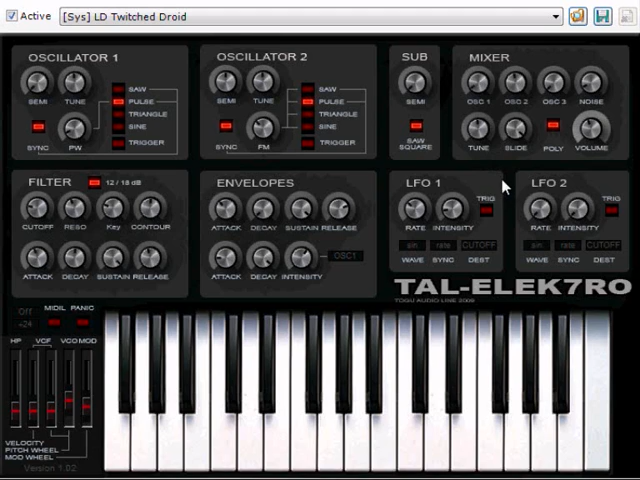 Active [Sys] LD Twitched Droid
OSCILLATOR 1
SEMI TUNE
SAW
PULSE
TRIANGLE
SINE
TRIGGER
SYNC PW
OSCILLATOR 2
SEMI TUNE
SAW
PULSE
TRIANGLE
SINE
TRIGGER
SYNC FM
SUB
SEMI
SAW
SQUARE
MIXER
OSC 1 OSC 2 OSC 3 NOISE
TUNE SLIDE POLY VOLUME
FILTER 12 / 18 dB
CUTOFF RESO Key CONTOUR
ATTACK DECAY SUSTAIN RELEASE
ENVELOPES
ATTACK DECAY SUSTAIN RELEASE
OSC1
ATTACK DECAY INTENSITY
LFO 1
TRIG
RATE INTENSITY
sin rate CUTOFF
WAVE SYNC DEST
LFO 2
TRIG
RATE INTENSITY
sin rate CUTOFF
WAVE SYNC DEST
TAL-ELEK7RO
TOGU AUDIO LINE 2008
Off
+24
MIDIL PANIC
HP VCF VCO MOD
VELOCITY
PITCH WHEEL
MOD WHEEL
Version 1.02